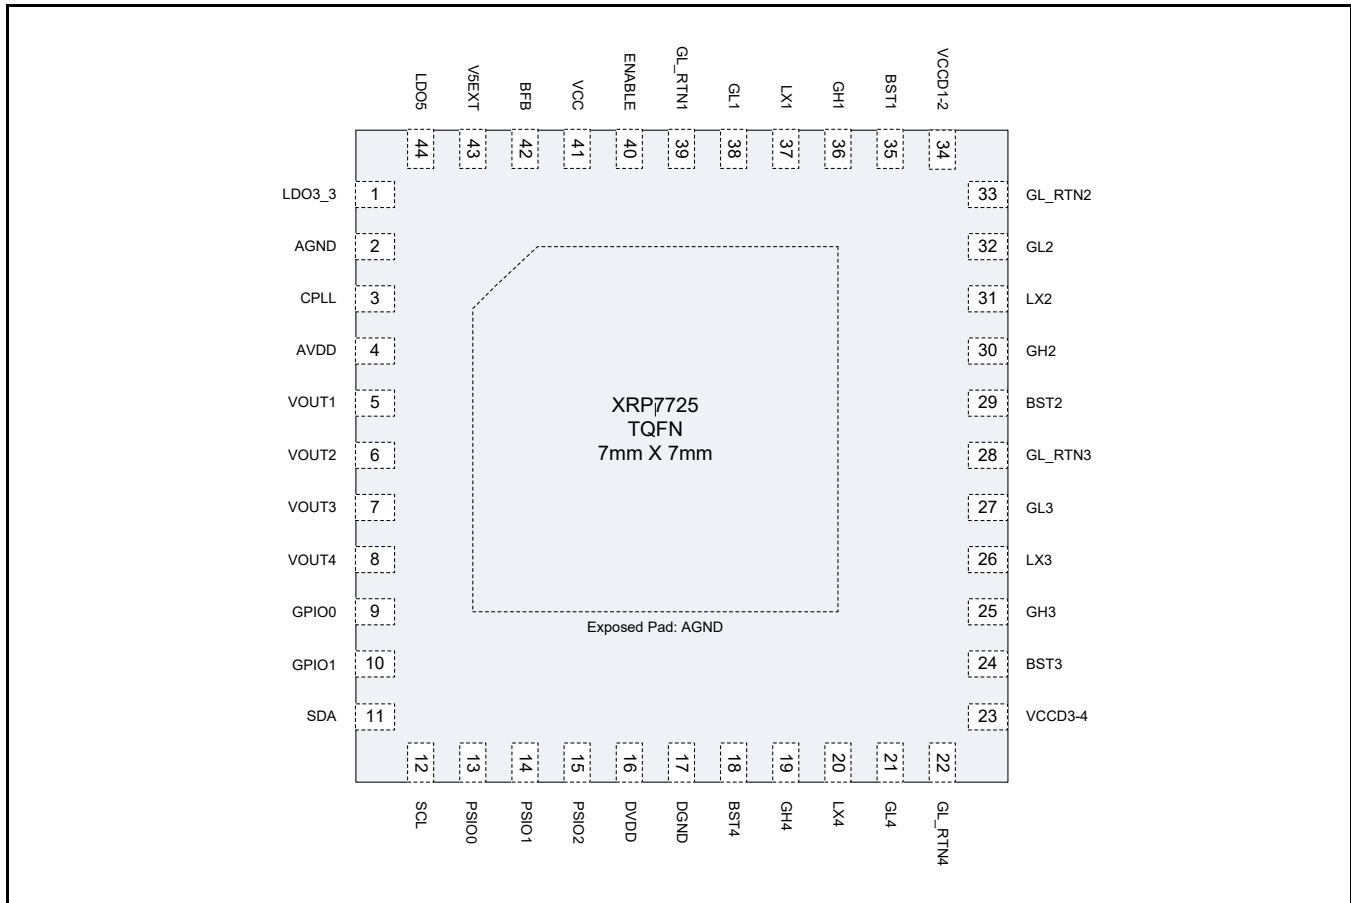 LDO5 V5EXT BFB VCC ENABLE GL_RTN1 GL1 LX1 GH1 BST1 VCCD1-2
44 43 42 41 40 39 38 37 36 35 34
LDO3_3 1 33 GL_RTN2
AGND 2 32 GL2
CPLL 3 31 LX2
AVDD 4 30 GH2
VOUT1 5 29 BST2
XRP7725
TQFN
7mm X 7mm
VOUT2 6 28 GL_RTN3
VOUT3 7 27 GL3
VOUT4 8 26 LX3
GPIO0 9 25 GH3
Exposed Pad: AGND
GPIO1 10 24 BST3
SDA 11 23 VCCD3-4
12 13 14 15 16 17 18 19 20 21 22
SCL PSIO0 PSIO1 PSIO2 DVDD DGND BST4 GH4 LX4 GL4 GL_RTN4